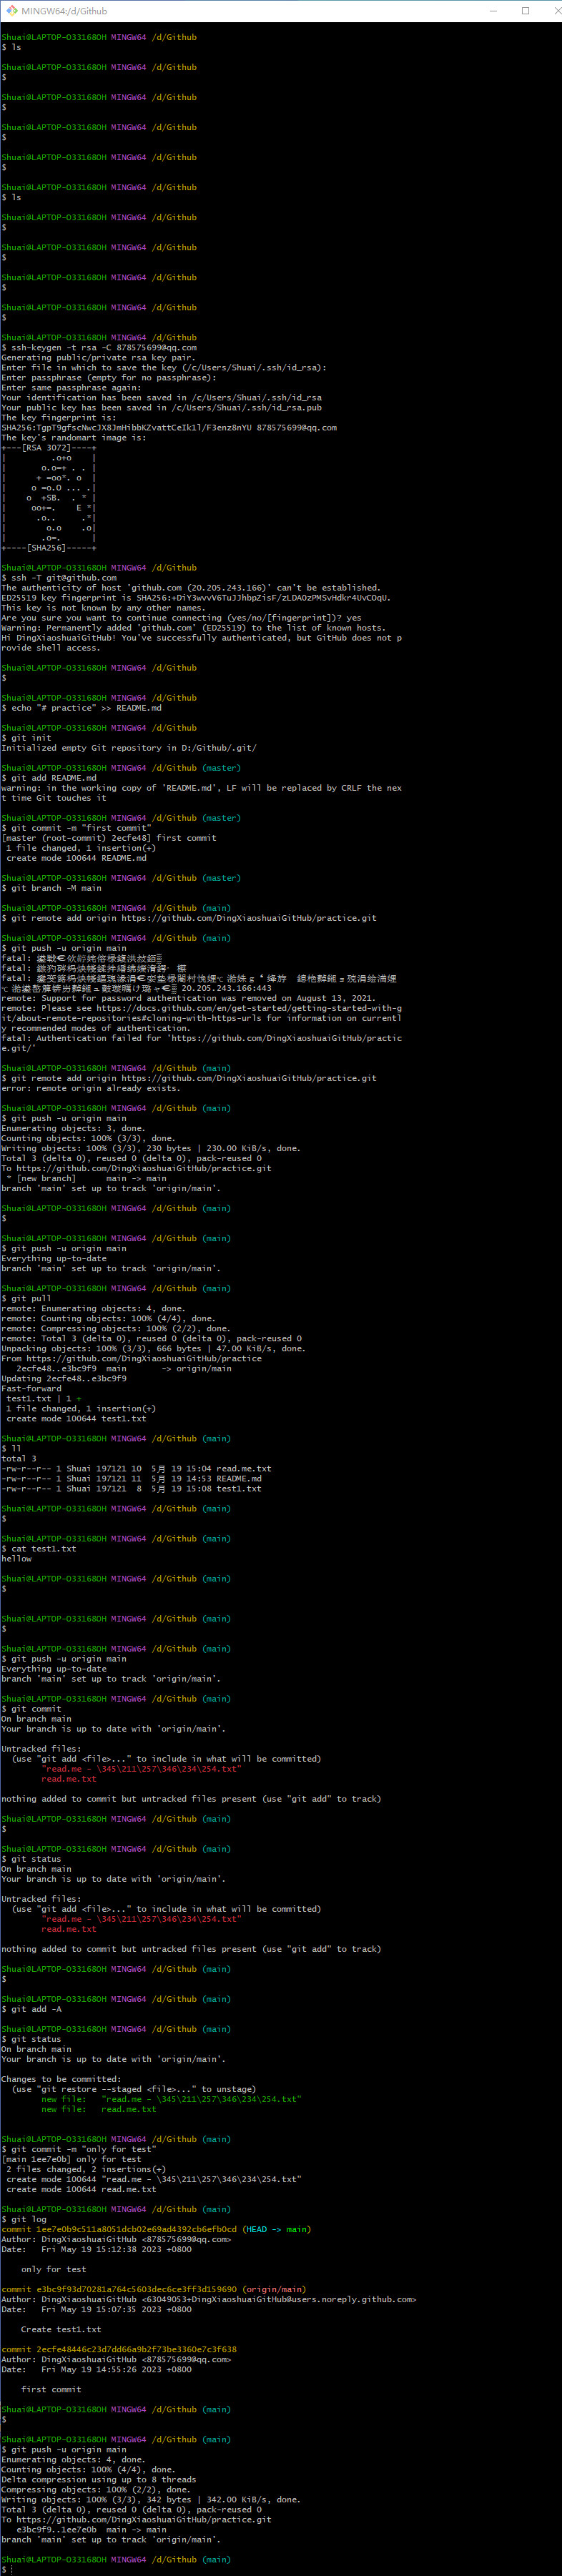 MINGW64:/d/Github
Shuai@LAPTOP-O33168OH MINGW64 /d/Github
$ ls
Shuai@LAPTOP-O33168OH MINGW64 /d/Github
$
Shuai@LAPTOP-O33168OH MINGW64 /d/Github
$
Shuai@LAPTOP-O33168OH MINGW64 /d/Github
$
Shuai@LAPTOP-O33168OH MINGW64 /d/Github
$
Shuai@LAPTOP-O33168OH MINGW64 /d/Github
$ ls
Shuai@LAPTOP-O33168OH MINGW64 /d/Github
$
Shuai@LAPTOP-O33168OH MINGW64 /d/Github
$
Shuai@LAPTOP-O33168OH MINGW64 /d/Github
$
Shuai@LAPTOP-O33168OH MINGW64 /d/Github
$
Shuai@LAPTOP-O33168OH MINGW64 /d/Github
$ ssh-keygen -t rsa -C 878575699@qq.com
Generating public/private rsa key pair.
Enter file in which to save the key (/c/Users/Shuai/.ssh/id_rsa):
Enter passphrase (empty for no passphrase):
Enter same passphrase again:
Your identification has been saved in /c/Users/Shuai/.ssh/id_rsa
Your public key has been saved in /c/Users/Shuai/.ssh/id_rsa.pub
The key fingerprint is:
SHA256:TgpT9gfscNwcJX8JmHibbKZvattCeIk1l/F3enz8nYU 878575699@qq.com
The key's randomart image is:
+---[RSA 3072]----+
|         .o+o    |
|       o.o=+ . . |
|      + =oo*. o  |
|     o =o.O ... .|
|    o  +SB.  . * |
|     oo+=.    E *|
|      .o..     .*|
|        o.o    .o|
|       .o=.      |
+----[SHA256]-----+
Shuai@LAPTOP-O33168OH MINGW64 /d/Github
$ ssh -T git@github.com
The authenticity of host 'github.com (20.205.243.166)' can't be established.
ED25519 key fingerprint is SHA256:+DiY3wvvV6TuJJhbpZisF/zLDA0zPMSvHdkr4UvCOqU.
This key is not known by any other names.
Are you sure you want to continue connecting (yes/no/[fingerprint])? yes
Warning: Permanently added 'github.com' (ED25519) to the list of known hosts.
Hi DingXiaoshuaiGitHub! You've successfully authenticated, but GitHub does not p
rovide shell access.
Shuai@LAPTOP-O33168OH MINGW64 /d/Github
$
Shuai@LAPTOP-O33168OH MINGW64 /d/Github
$ echo "# practice" >> README.md
Shuai@LAPTOP-O33168OH MINGW64 /d/Github
$ git init
Initialized empty Git repository in D:/Github/.git/
Shuai@LAPTOP-O33168OH MINGW64 /d/Github (master)
$ git add README.md
warning: in the working copy of 'README.md', LF will be replaced by CRLF the nex
t time Git touches it
Shuai@LAPTOP-O33168OH MINGW64 /d/Github (master)
$ git commit -m "first commit"
[master (root-commit) 2ecfe48] first commit
 1 file changed, 1 insertion(+)
 create mode 100644 README.md
Shuai@LAPTOP-O33168OH MINGW64 /d/Github (master)
$ git branch -M main
Shuai@LAPTOP-O33168OH MINGW64 /d/Github (main)
$ git remote add origin https://github.com/DingXiaoshuaiGitHub/practice.git
Shuai@LAPTOP-O33168OH MINGW64 /d/Github (main)
$ git push -u origin main
fatal:
fatal:
fatal:
20.205.243.166:443
remote: Support for password authentication was removed on August 13, 2021.
remote: Please see https://docs.github.com/en/get-started/getting-started-with-g
it/about-remote-repositories#cloning-with-https-urls for information on currentl
y recommended modes of authentication.
fatal: Authentication failed for 'https://github.com/DingXiaoshuaiGitHub/practic
e.git/'
Shuai@LAPTOP-O33168OH MINGW64 /d/Github (main)
$ git remote add origin https://github.com/DingXiaoshuaiGitHub/practice.git
error: remote origin already exists.
Shuai@LAPTOP-O33168OH MINGW64 /d/Github (main)
$ git push -u origin main
Enumerating objects: 3, done.
Counting objects: 100% (3/3), done.
Writing objects: 100% (3/3), 230 bytes | 230.00 KiB/s, done.
Total 3 (delta 0), reused 0 (delta 0), pack-reused 0
To https://github.com/DingXiaoshuaiGitHub/practice.git
 * [new branch]      main -> main
branch 'main' set up to track 'origin/main'.
Shuai@LAPTOP-O33168OH MINGW64 /d/Github (main)
$
Shuai@LAPTOP-O33168OH MINGW64 /d/Github (main)
$ git push -u origin main
Everything up-to-date
branch 'main' set up to track 'origin/main'.
Shuai@LAPTOP-O33168OH MINGW64 /d/Github (main)
$ git pull
remote: Enumerating objects: 4, done.
remote: Counting objects: 100% (4/4), done.
remote: Compressing objects: 100% (2/2), done.
remote: Total 3 (delta 0), reused 0 (delta 0), pack-reused 0
Unpacking objects: 100% (3/3), 666 bytes | 47.00 KiB/s, done.
From https://github.com/DingXiaoshuaiGitHub/practice
   2ecfe48..e3bc9f9  main       -> origin/main
Updating 2ecfe48..e3bc9f9
Fast-forward
 test1.txt | 1 +
 1 file changed, 1 insertion(+)
 create mode 100644 test1.txt
Shuai@LAPTOP-O33168OH MINGW64 /d/Github (main)
$ ll
total 3
-rw-r--r-- 1 Shuai 197121 10  5月 19 15:04 read.me.txt
-rw-r--r-- 1 Shuai 197121 11  5月 19 14:53 README.md
-rw-r--r-- 1 Shuai 197121  8  5月 19 15:08 test1.txt
Shuai@LAPTOP-O33168OH MINGW64 /d/Github (main)
$
Shuai@LAPTOP-O33168OH MINGW64 /d/Github (main)
$ cat test1.txt
hellow
Shuai@LAPTOP-O33168OH MINGW64 /d/Github (main)
$
Shuai@LAPTOP-O33168OH MINGW64 /d/Github (main)
$
Shuai@LAPTOP-O33168OH MINGW64 /d/Github (main)
$ git push -u origin main
Everything up-to-date
branch 'main' set up to track 'origin/main'.
Shuai@LAPTOP-O33168OH MINGW64 /d/Github (main)
$ git commit
On branch main
Your branch is up to date with 'origin/main'.
Untracked files:
  (use "git add <file>..." to include in what will be committed)
        "read.me - \345\211\257\346\234\254.txt"
        read.me.txt
nothing added to commit but untracked files present (use "git add" to track)
Shuai@LAPTOP-O33168OH MINGW64 /d/Github (main)
$
Shuai@LAPTOP-O33168OH MINGW64 /d/Github (main)
$ git status
On branch main
Your branch is up to date with 'origin/main'.
Untracked files:
  (use "git add <file>..." to include in what will be committed)
        "read.me - \345\211\257\346\234\254.txt"
        read.me.txt
nothing added to commit but untracked files present (use "git add" to track)
Shuai@LAPTOP-O33168OH MINGW64 /d/Github (main)
$
Shuai@LAPTOP-O33168OH MINGW64 /d/Github (main)
$ git add -A
Shuai@LAPTOP-O33168OH MINGW64 /d/Github (main)
$ git status
On branch main
Your branch is up to date with 'origin/main'.
Changes to be committed:
  (use "git restore --staged <file>..." to unstage)
        new file:   "read.me - \345\211\257\346\234\254.txt"
        new file:   read.me.txt
Shuai@LAPTOP-O33168OH MINGW64 /d/Github (main)
$ git commit -m "only for test"
[main 1ee7e0b] only for test
 2 files changed, 2 insertions(+)
 create mode 100644 "read.me - \345\211\257\346\234\254.txt"
 create mode 100644 read.me.txt
Shuai@LAPTOP-O33168OH MINGW64 /d/Github (main)
$ git log
commit 1ee7e0b9c511a8051dcb02e69ad4392cb6efb0cd (HEAD -> main)
Author: DingXiaoshuaiGitHub <878575699@qq.com>
Date:   Fri May 19 15:12:38 2023 +0800
    only for test
commit e3bc9f93d70281a764c5603dec6ce3ff3d159690 (origin/main)
Author: DingXiaoshuaiGitHub <63049053+DingXiaoshuaiGitHub@users.noreply.github.com>
Date:   Fri May 19 15:07:35 2023 +0800
    Create test1.txt
commit 2ecfe48446c23d7dd66a9b2f73be3360e7c3f638
Author: DingXiaoshuaiGitHub <878575699@qq.com>
Date:   Fri May 19 14:55:26 2023 +0800
    first commit
Shuai@LAPTOP-O33168OH MINGW64 /d/Github (main)
$
Shuai@LAPTOP-O33168OH MINGW64 /d/Github (main)
$ git push -u origin main
Enumerating objects: 4, done.
Counting objects: 100% (4/4), done.
Delta compression using up to 8 threads
Compressing objects: 100% (2/2), done.
Writing objects: 100% (3/3), 342 bytes | 342.00 KiB/s, done.
Total 3 (delta 0), reused 0 (delta 0), pack-reused 0
To https://github.com/DingXiaoshuaiGitHub/practice.git
   e3bc9f9..1ee7e0b  main -> main
branch 'main' set up to track 'origin/main'.
Shuai@LAPTOP-O33168OH MINGW64 /d/Github (main)
$